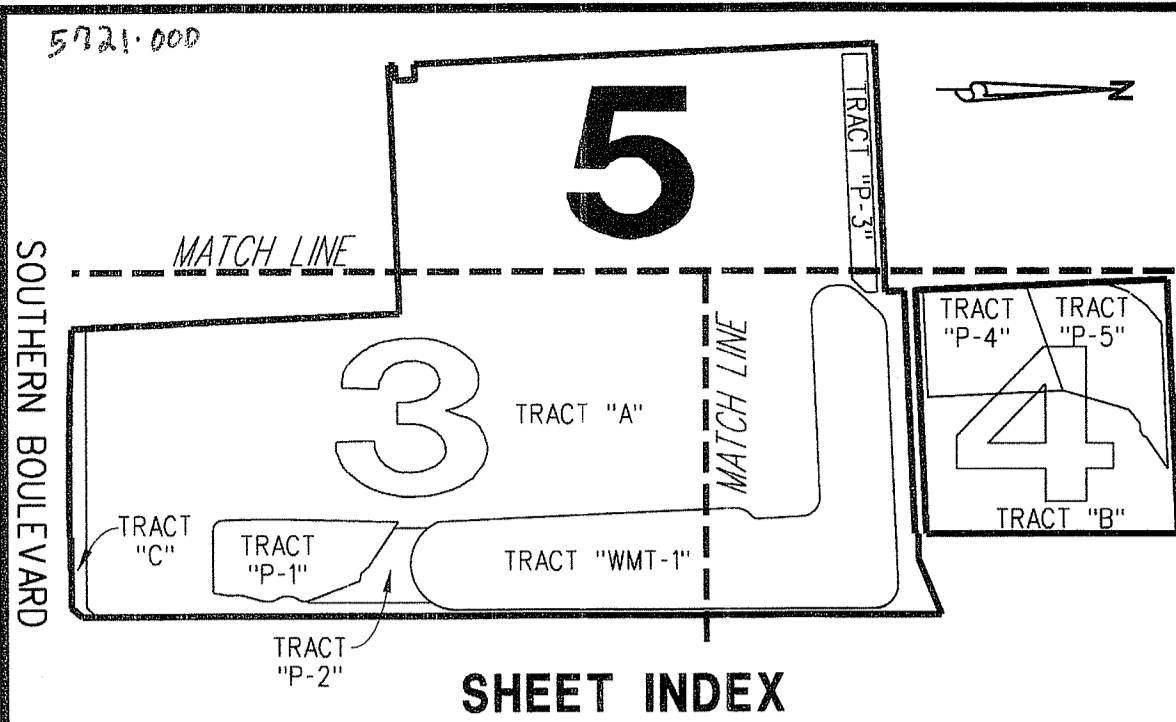 5721.000
5
TRACT "P-3"
N
MATCH LINE
SOUTHERN BOULEVARD
3
TRACT "A"
MATCH LINE
TRACT
"P-4"
TRACT
"P-5"
4
TRACT "B"
TRACT
"C"
TRACT
"P-1"
TRACT "WMT-1"
TRACT
"P-2"
SHEET INDEX